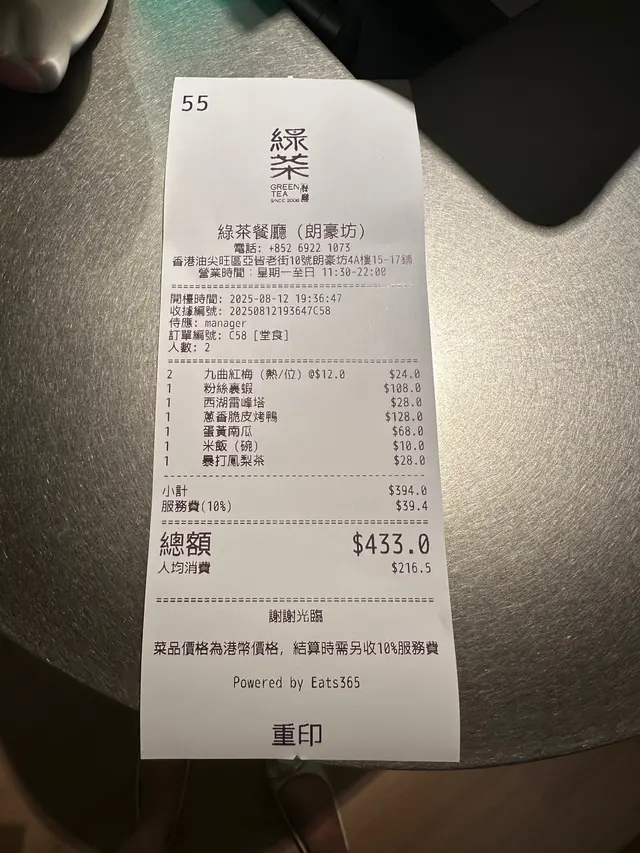 55
綠茶
GREEN TEA 餐廳
SINCE 2008
綠茶餐廳 (朗豪坊)
電話: +852 6922 1073
香港油尖旺區亞皆老街10號朗豪坊4A樓15-17鋪
營業時間: 星期一至日 11:30-22:00
開檯時間: 2025-08-12 19:36:47
收據編號: 20250812193647C58
侍應: manager
訂單編號: C58 [堂食]
人數: 2
2 九曲紅梅 (熱/位) @$12.0 $24.0
1 粉絲裹蝦 $108.0
1 西湖雷峰塔 $28.0
1 蔥香脆皮烤鴨 $128.0
1 蛋黃南瓜 $68.0
1 米飯 (碗) $10.0
1 暴打鳳梨茶 $28.0
小計 $394.0
服務費(10%) $39.4
總額 $433.0
人均消費 $216.5
謝謝光臨
菜品價格為港幣價格, 結算時需另收10%服務費
Powered by Eats365
重印